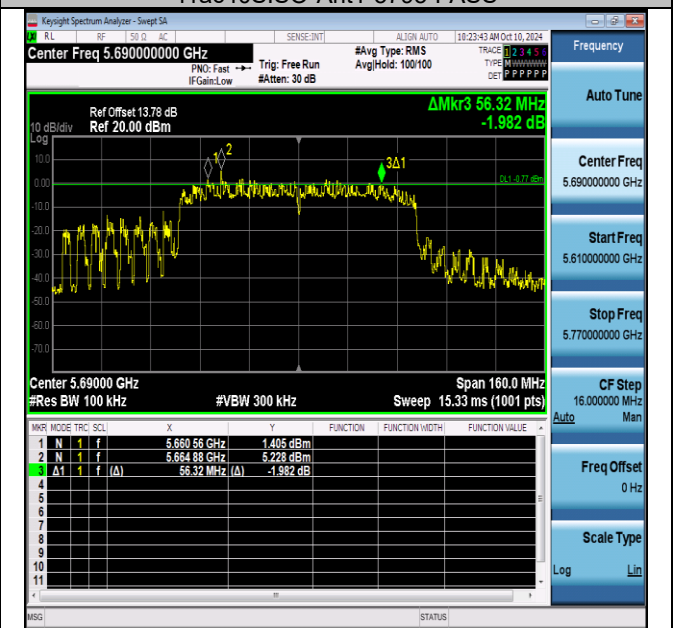 Keysight Spectrum Analyzer - Swept SA
RL RF 50 Ω AC SENSE:INT ALIGN AUTO 10:23:43 AM Oct 10, 2024
Center Freq 5.690000000 GHz #Avg Type: RMS TRACE 1 2 3 4 5 6
PNO: Fast Trig: Free Run Avg|Hold: 100/100 TYPE M
IFGain:Low #Atten: 30 dB DET P P P P P P
ΔMkr3 56.32 MHz
Ref Offset 13.78 dB
10 dB/div Ref 20.00 dBm -1.982 dB
Log
10.0
1 2
3Δ1
DL1 -0.77 dBm
0.00
-10.0
-20.0
-30.0
-40.0
-50.0
-60.0
-70.0
Center 5.69000 GHz Span 160.0 MHz
#Res BW 100 kHz #VBW 300 kHz Sweep 15.33 ms (1001 pts)
MKR MODE TRC SCL X Y FUNCTION FUNCTION WIDTH FUNCTION VALUE
1 N 1 f 5.660 56 GHz 1.405 dBm
2 N 1 f 5.664 88 GHz 5.228 dBm
3 Δ1 1 f (Δ) 56.32 MHz (Δ) -1.982 dB
4
5
6
7
8
9
10
11
MSG STATUS
Frequency
Auto Tune
Center Freq
5.690000000 GHz
Start Freq
5.610000000 GHz
Stop Freq
5.770000000 GHz
CF Step
16.000000 MHz
Auto Man
Freq Offset
0 Hz
Scale Type
Log Lin